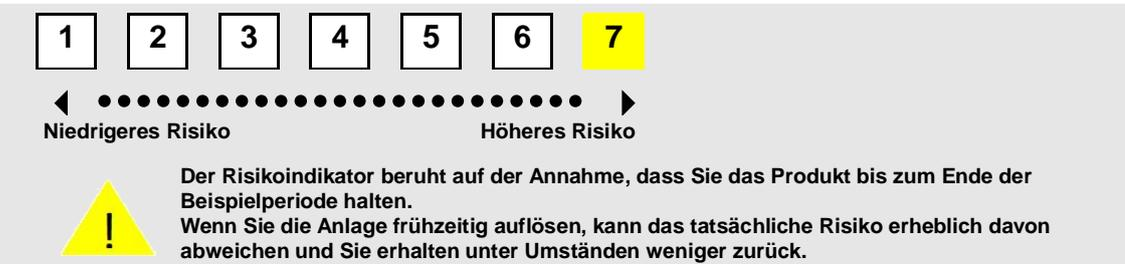 1 2 3 4 5 6 7
Niedrigeres Risiko Höheres Risiko
Der Risikoindikator beruht auf der Annahme, dass Sie das Produkt bis zum Ende der
Beispielperiode halten.
Wenn Sie die Anlage frühzeitig auflösen, kann das tatsächliche Risiko erheblich davon
abweichen und Sie erhalten unter Umständen weniger zurück.
!